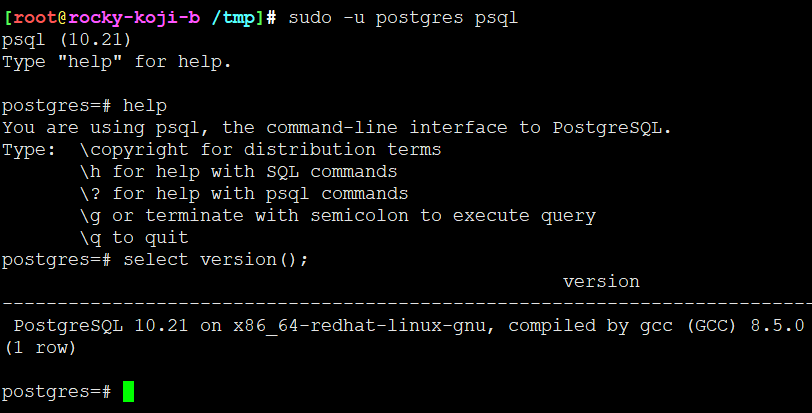 [root@rocky-koji-b /tmp]# sudo -u postgres psql
psql (10.21)
Type "help" for help.

postgres=# help
You are using psql, the command-line interface to PostgreSQL.
Type:  \copyright for distribution terms
       \h for help with SQL commands
       \? for help with psql commands
       \g or terminate with semicolon to execute query
       \q to quit
postgres=# select version();
                                                   version
--------------------------------------------------------------------------
 PostgreSQL 10.21 on x86_64-redhat-linux-gnu, compiled by gcc (GCC) 8.5.0
(1 row)

postgres=#